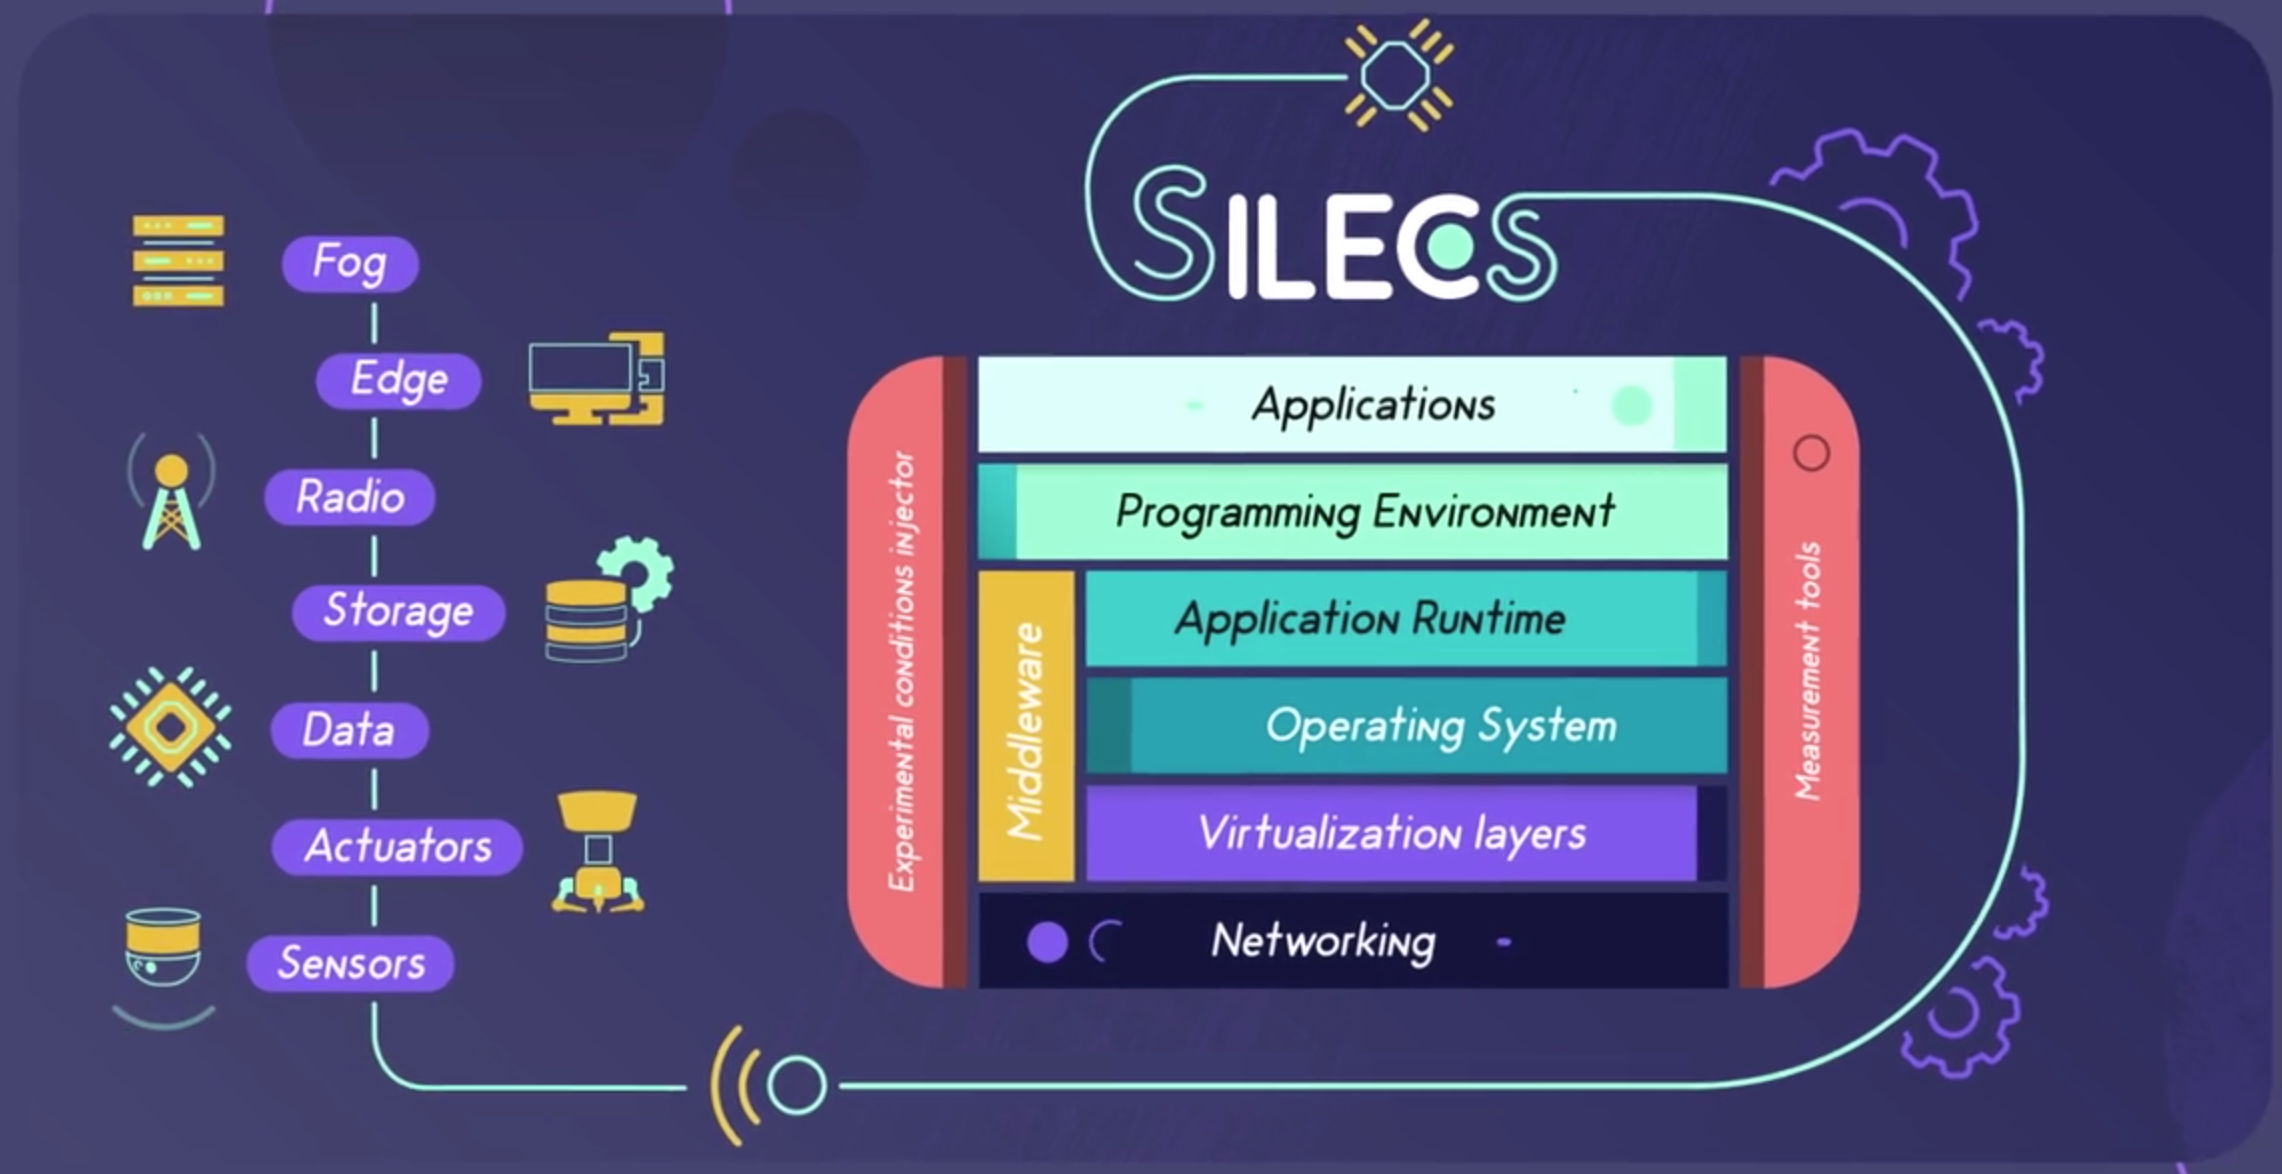 SILECS
Fog
Edge
Radio
Storage
Data
Actuators
Sensors
Experimental conditions injector
Applications
Programming Environment
Middleware
Application Runtime
Operating System
Virtualization layers
Networking
Measurement tools